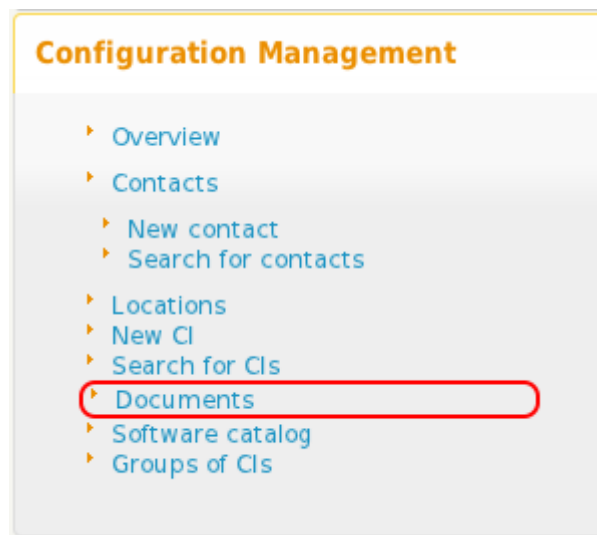 Configuration Management
Overview
Contacts
New contact
Search for contacts
Locations
New CI
Search for CIs
Documents
Software catalog
Groups of CIs